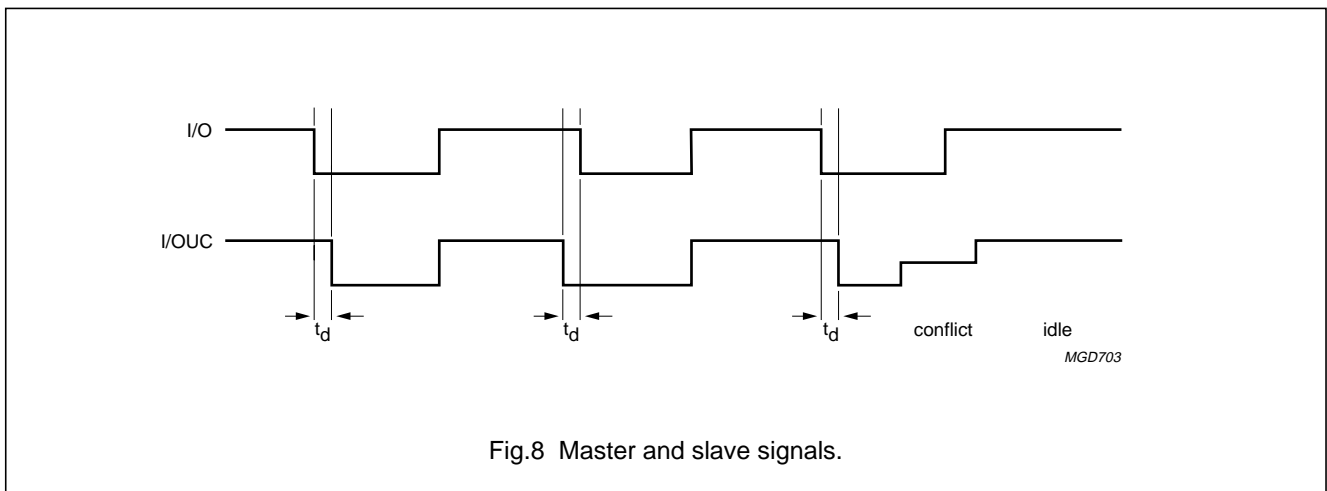 I/O
I/OUC
td td td conflict idle
MGD703
Fig.8 Master and slave signals.